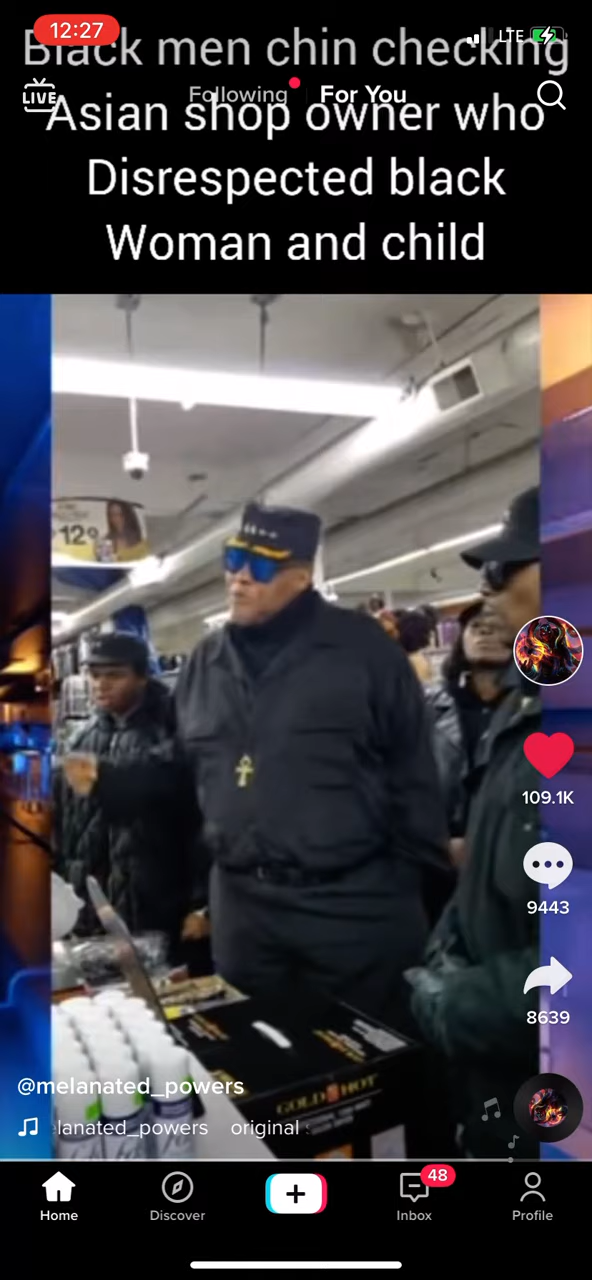 12:27
LTE
Black men chin checking
Asian shop owner who
Disrespected black
Woman and child
LIVE
Following
For You
12
109.1K
9443
8639
GOLD HOT
@melanated_powers
lanated_powers original
Home
Discover
48
Inbox
Profile